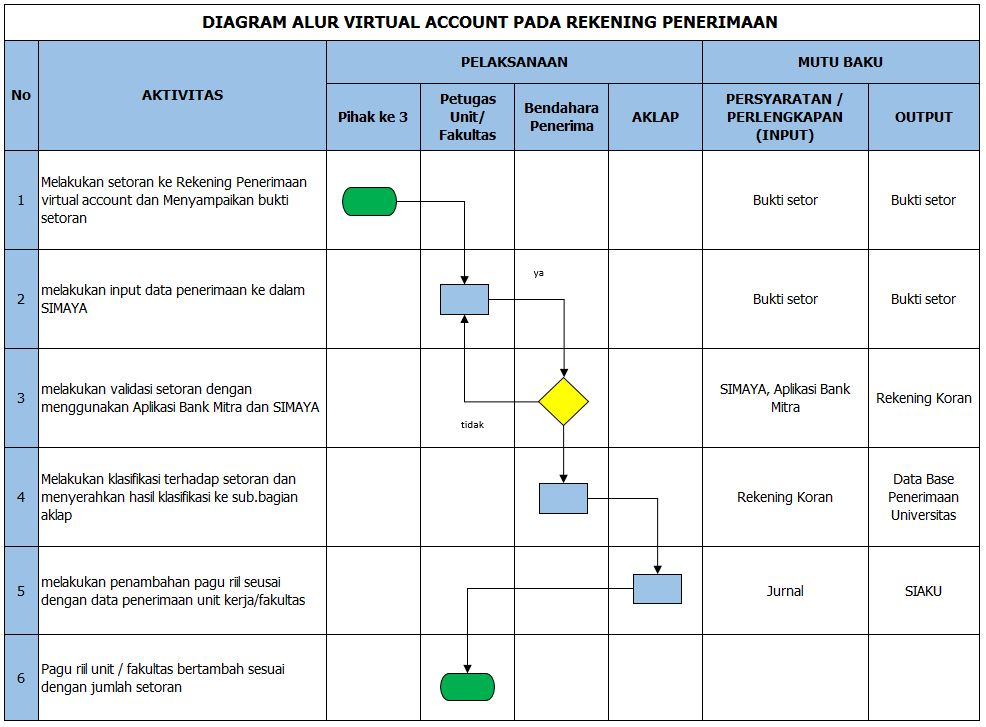 DIAGRAM ALUR VIRTUAL ACCOUNT PADA REKENING PENERIMAAN
No
AKTIVITAS
PELAKSANAAN
MUTU BAKU
Pihak ke 3
Petugas
Unit/
Fakultas
Bendahara
Penerima
AKLAP
PERSYARATAN /
PERLENGKAPAN
(INPUT)
OUTPUT
1
Melakukan setoran ke Rekening Penerimaan
virtual account dan Menyampaikan bukti
setoran
Bukti setor
Bukti setor
2
melakukan input data penerimaan ke dalam
SIMAYA
ya
Bukti setor
Bukti setor
3
melakukan validasi setoran dengan
menggunakan Aplikasi Bank Mitra dan SIMAYA
tidak
SIMAYA, Aplikasi Bank
Mitra
Rekening Koran
4
Melakukan klasifikasi terhadap setoran dan
menyerahkan hasil klasifikasi ke sub.bagian
aklap
Rekening Koran
Data Base
Penerimaan
Universitas
5
melakukan penambahan pagu riil seusai
dengan data penerimaan unit kerja/fakultas
Jurnal
SIAKU
6
Pagu riil unit / fakultas bertambah sesuai
dengan jumlah setoran